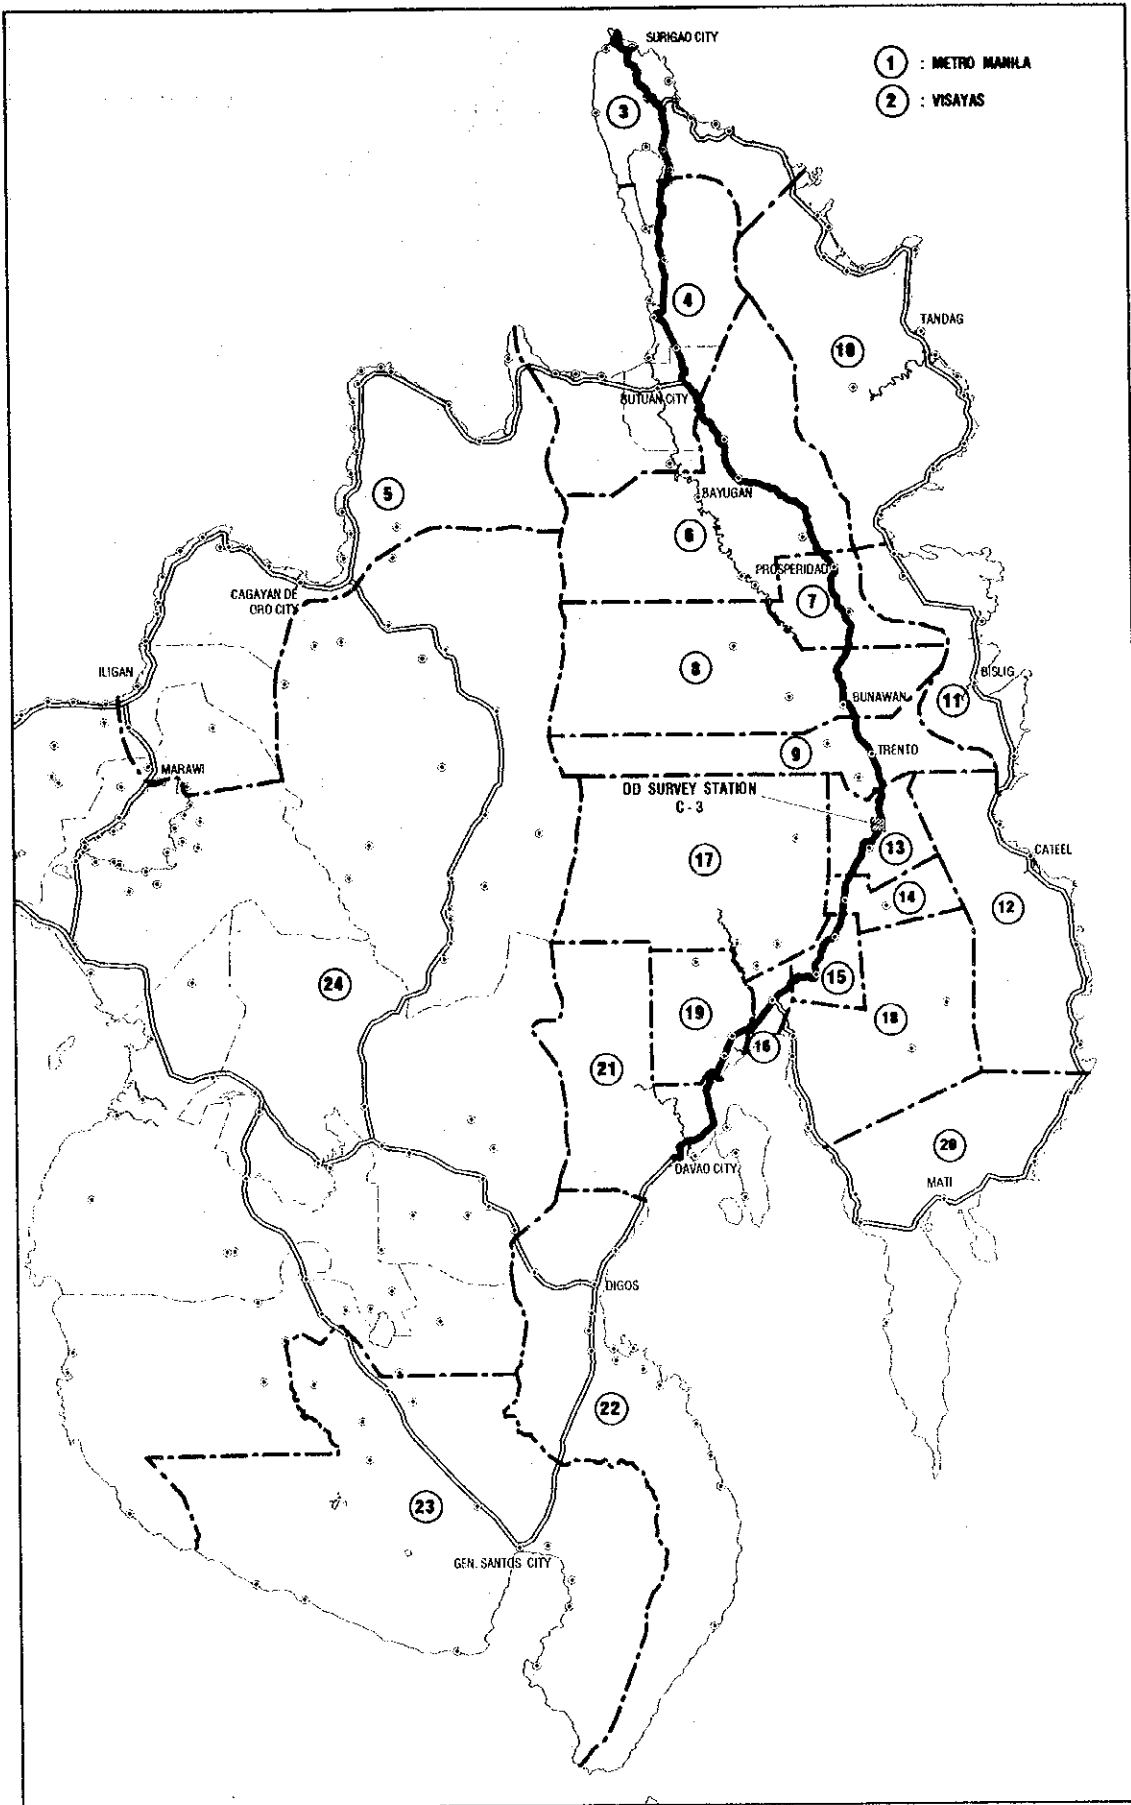 SURIGAO CITY
1 : METRO MANILA
2 : VISAYAS
3
4
TANDAG
10
BUTUAN CITY
5
BAYUGAN
6
PROSPERIDAD
CAGAYAN DE
ORO CITY
7
ILIGAN
8
BISLIG
11
BUNAWAN
MARAWI
9
TRENTO
OD SURVEY STATION
C - 3
13
CATEEL
17
14
12
24
15
19
18
16
21
20
DAVAO CITY
MATI
DIGOS
22
23
GEN. SANTOS CITY